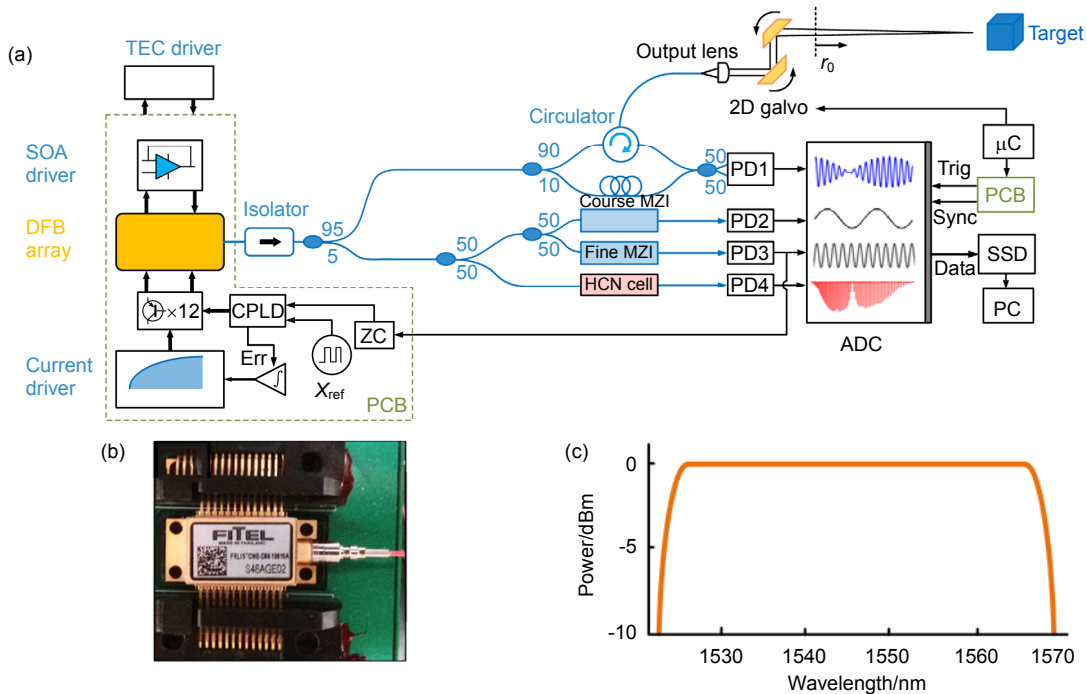 (a)
TEC driver
SOA
driver
DFB
array
Current
driver
×12
CPLD
Err
∫
Xref
ZC
PCB
Isolator
95
5
90
10
50
50
50
50
Circulator
50
50
Course MZI
Fine MZI
HCN cell
PD1
PD2
PD3
PD4
Output lens
2D galvo
r0
Target
μC
PCB
Trig
Sync
Data
SSD
PC
ADC
(b)
FITEL
MADE IN THAILAND
S48AGE02
(c)
Power/dBm
0
-5
-10
1530
1540
1550
1560
1570
Wavelength/nm